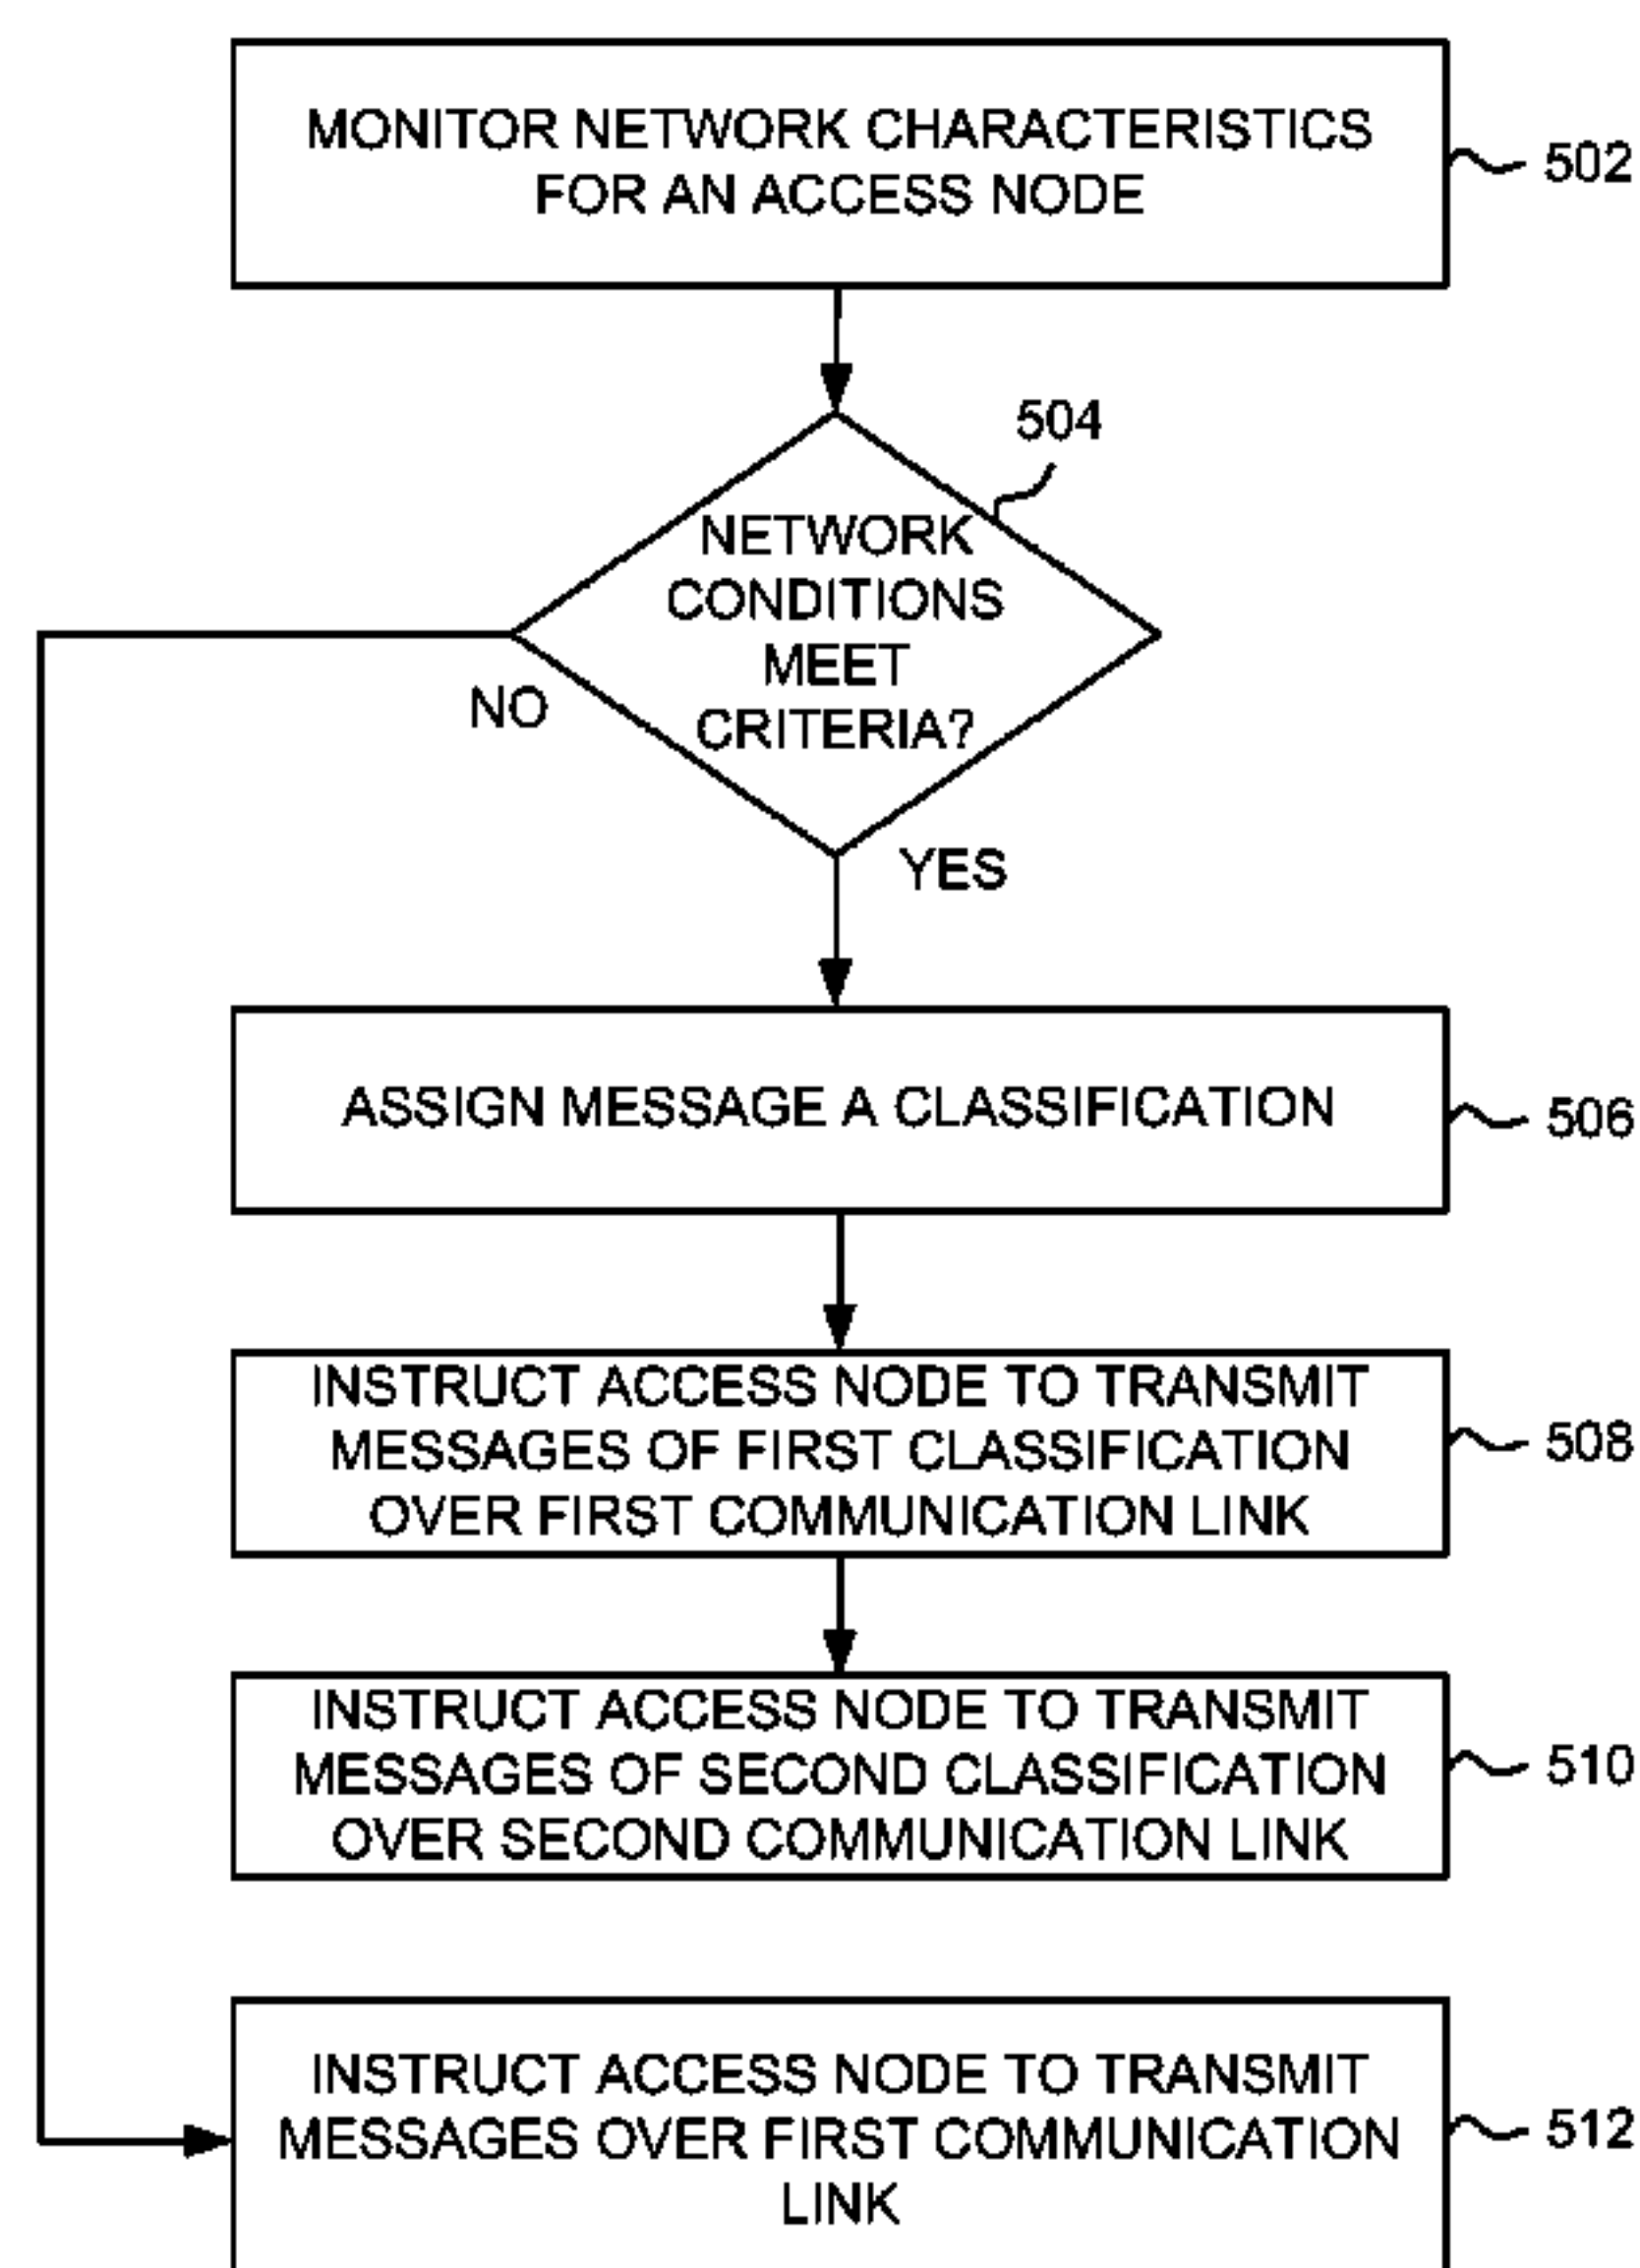 MONITOR NETWORK CHARACTERISTICS
FOR AN ACCESS NODE
502
504
NETWORK
CONDITIONS
MEET
CRITERIA?
NO
YES
ASSIGN MESSAGE A CLASSIFICATION
506
INSTRUCT ACCESS NODE TO TRANSMIT
MESSAGES OF FIRST CLASSIFICATION
OVER FIRST COMMUNICATION LINK
508
INSTRUCT ACCESS NODE TO TRANSMIT
MESSAGES OF SECOND CLASSIFICATION
OVER SECOND COMMUNICATION LINK
510
INSTRUCT ACCESS NODE TO TRANSMIT
MESSAGES OVER FIRST COMMUNICATION
LINK
512